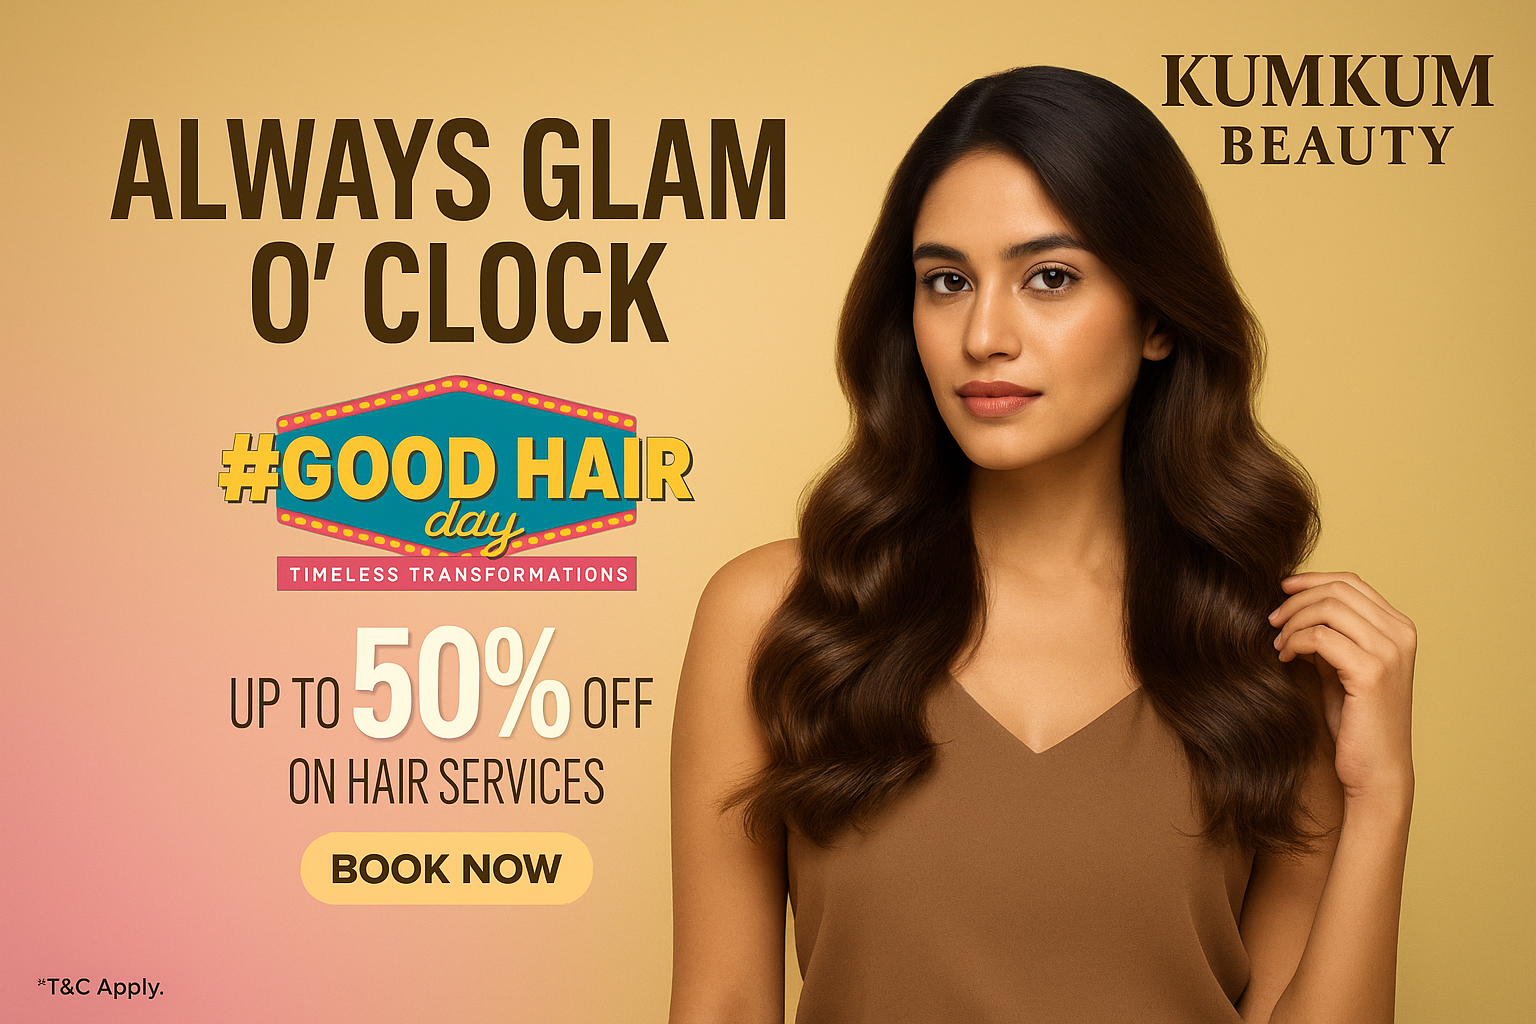 KUMKUM
BEAUTY
ALWAYS GLAM
O' CLOCK
#GOOD HAIR
day
TIMELESS TRANSFORMATIONS
UP TO 50% OFF
ON HAIR SERVICES
BOOK NOW
*T&C Apply.